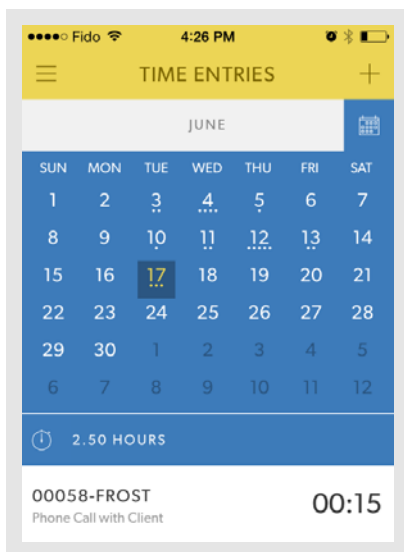 Fido 4:26 PM
TIME ENTRIES
JUNE
SUN MON TUE WED THU FRI SAT
1 2 3 4 5 6 7
8 9 10 11 12 13 14
15 16 17 18 19 20 21
22 23 24 25 26 27 28
29 30 1 2 3 4 5
6 7 8 9 10 11 12
2.50 HOURS
00058-FROST 00:15
Phone Call with Client